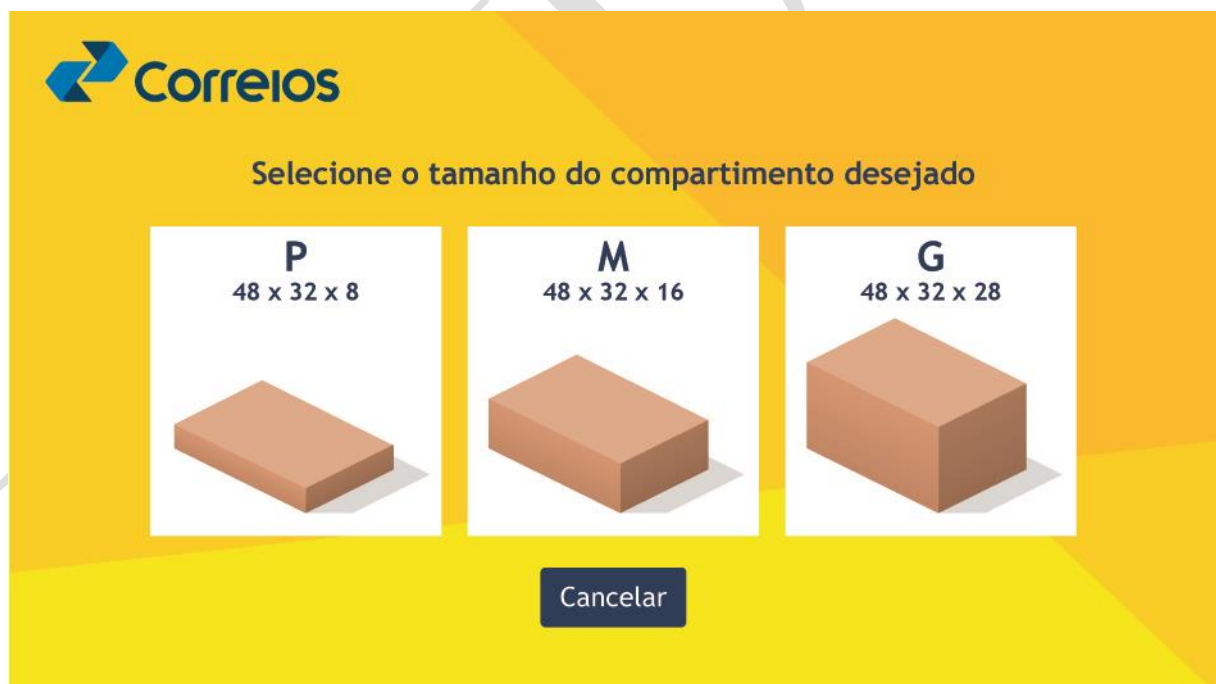 Correios
Selecione o tamanho do compartimento desejado
P
48 x 32 x 8
M
48 x 32 x 16
G
48 x 32 x 28
Cancelar